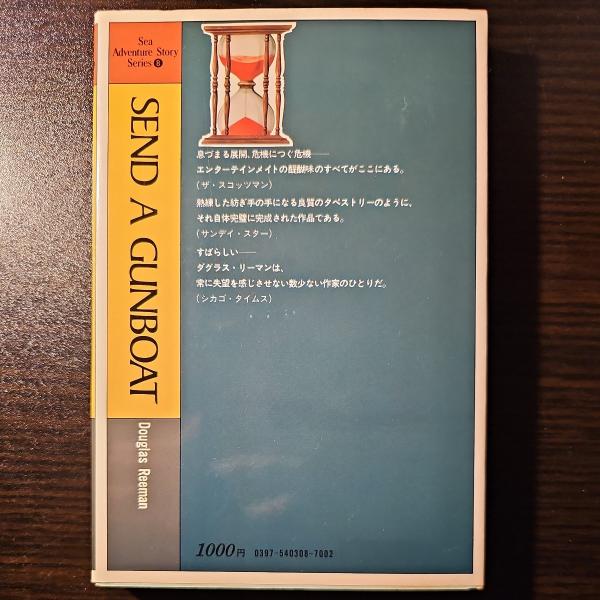 Sea
Adventure Story
Series 8
SEND A GUNBOAT
Douglas Reeman
息づまる展開、危機につぐ危機——
エンターテインメイトの醍醐味のすべてがここにある。
(ザ・スコッツマン)
熟練した紡ぎ手の手になる良質のタペストリーのように、
それ自体完璧に完成された作品である。
(サンデイ・スター)
すばらしい——
ダグラス・リーマンは、
常に失望を感じさせない数少ない作家のひとりだ。
(シカゴ・タイムス)
1000円 0397-540308-7002